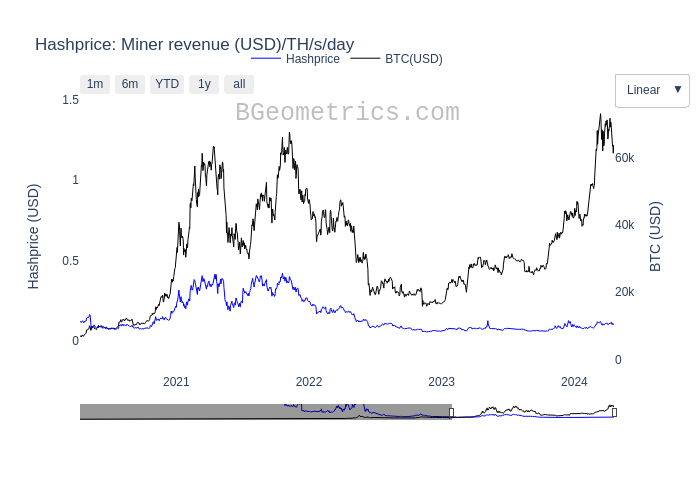 Hashprice: Miner revenue (USD)/TH/s/day
Hashprice BTC(USD)
1m 6m YTD 1y all
Linear ▼
BGeometrics.com
1.5
1
0.5
0
Hashprice (USD)
60k
40k
20k
0
BTC (USD)
2021 2022 2023 2024